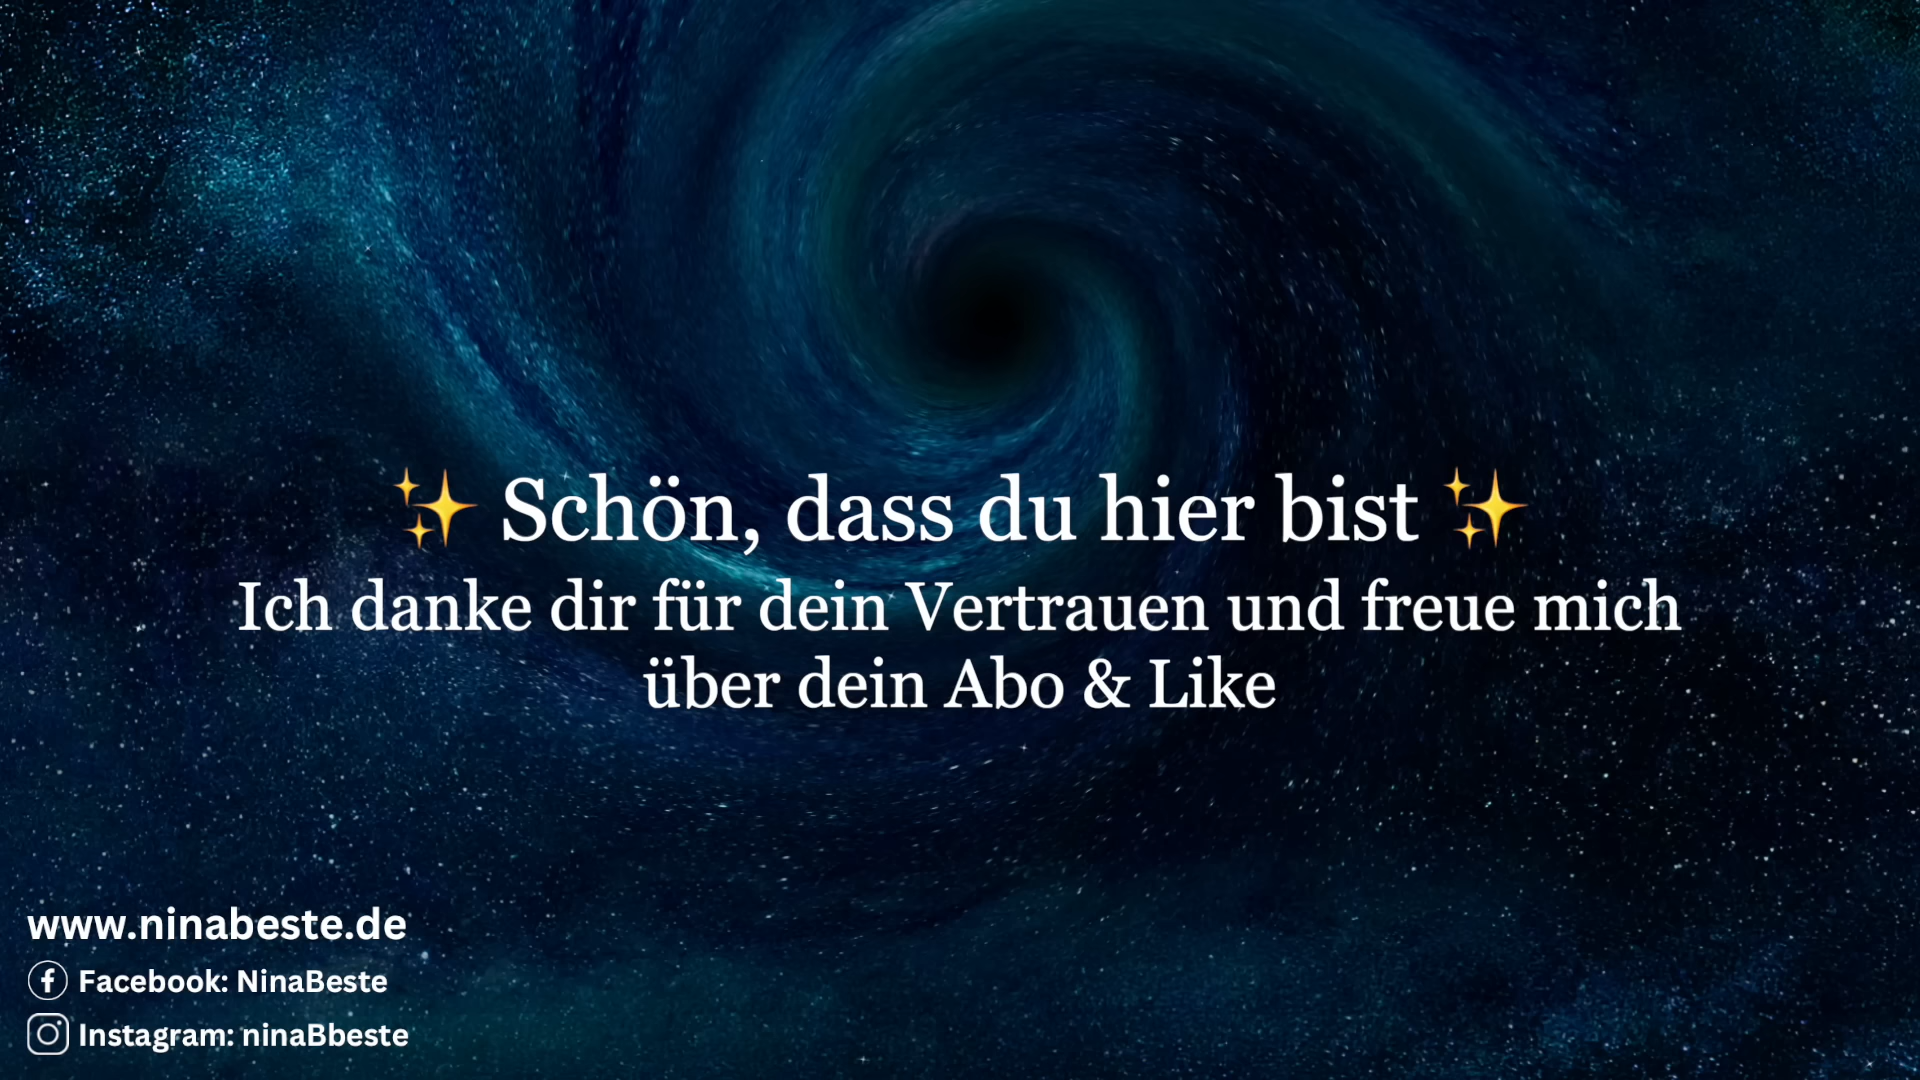 ✨ Schön, dass du hier bist ✨
Ich danke dir für dein Vertrauen und freue mich
über dein Abo & Like
www.ninabeste.de
Facebook: NinaBeste
Instagram: ninaBbeste